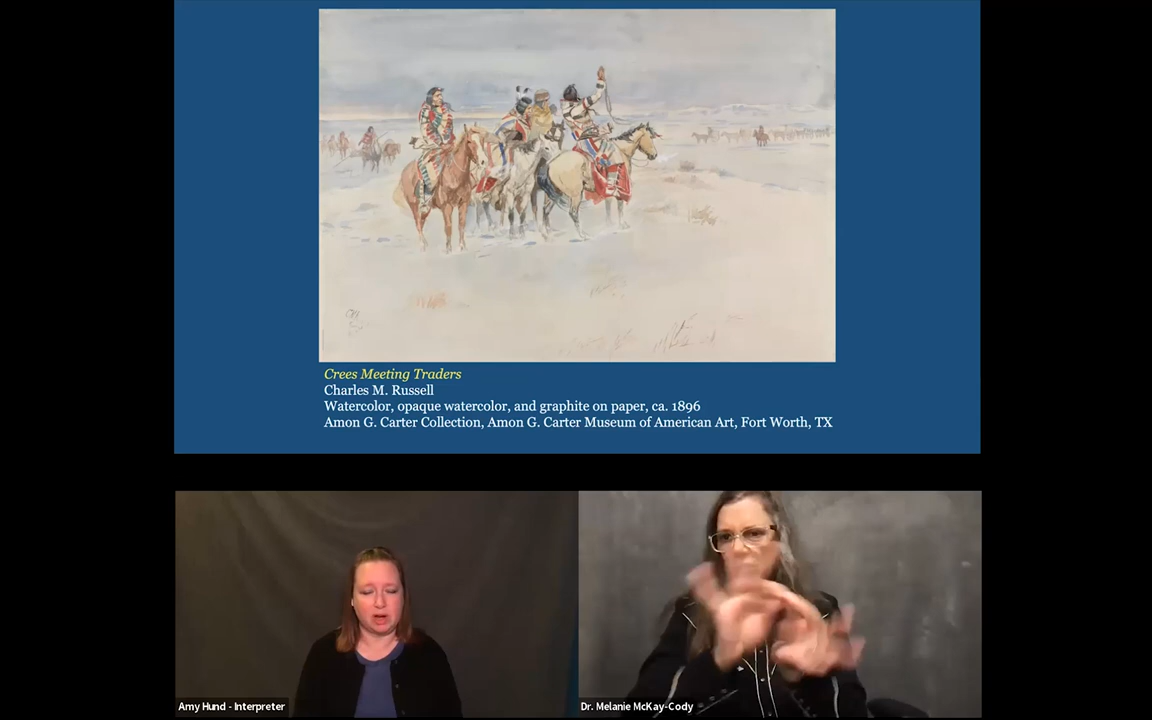 Crees Meeting Traders
Charles M. Russell
Watercolor, opaque watercolor, and graphite on paper, ca. 1896
Amon G. Carter Collection, Amon G. Carter Museum of American Art, Fort Worth, TX
Amy Hund - Interpreter
Dr. Melanie McKay-Cody